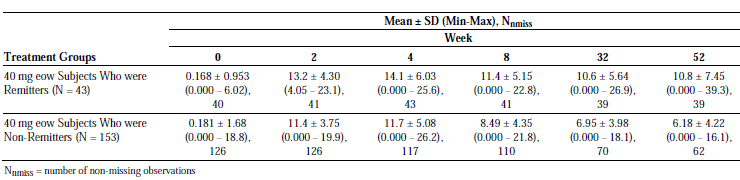 Mean ± SD (Min-Max), Nnmiss
Week
Treatment Groups 0 2 4 8 32 52
40 mg eow Subjects Who were 0.168 ± 0.953 13.2 ± 4.30 14.1 ± 6.03 11.4 ± 5.15 10.6 ± 5.64 10.8 ± 7.45
Remitters (N = 43) (0.000 – 6.02), (4.05 – 23.1), (0.000 – 25.6), (0.000 – 22.8), (0.000 – 26.9), (0.000 – 39.3),
40 41 43 41 39 39
40 mg eow Subjects Who were 0.181 ± 1.68 11.4 ± 3.75 11.7 ± 5.08 8.49 ± 4.35 6.95 ± 3.98 6.18 ± 4.22
Non-Remitters (N = 153) (0.000 – 18.8), (0.000 – 19.9), (0.000 – 26.2), (0.000 – 21.8), (0.000 – 18.1), (0.000 – 16.1),
126 126 117 110 70 62
Nnmiss = number of non-missing observations